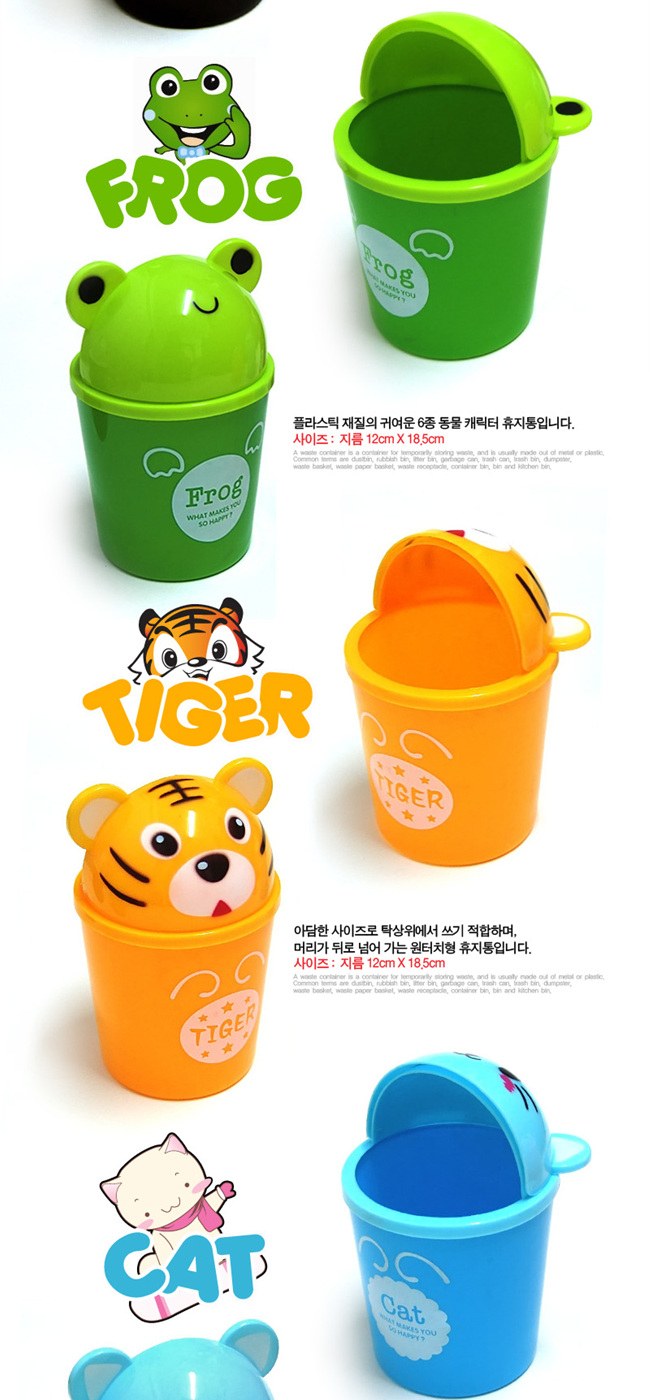 FROG
Frog
WHAT MAKES YOU
SO HAPPY?
플라스틱 재질의 귀여운 6종 동물 캐릭터 휴지통입니다.
사이즈 : 지름 12cm X 18.5cm
A waste container is a container for temporarily storing waste, and is usually made out of metal or plastic.
Common items are dustbin, rubbish bin, litter bin, garbage can, trash can, trash bin, dumpster,
waste basket, waste paper basket, waste receptacle, container bin, bin and kitchen bin,
Frog
WHAT MAKES YOU
SO HAPPY?
TIGER
TIGER
아담한 사이즈로 탁상위에서 쓰기 적합하며,
머리가 뒤로 넘어 가는 원터치형 휴지통입니다.
사이즈 : 지름 12cm X 18.5cm
A waste container is a container for temporarily storing waste, and is usually made out of metal or plastic.
Common items are dustbin, rubbish bin, litter bin, garbage can, trash can, trash bin, dumpster,
waste basket, waste paper basket, waste receptacle, container bin, bin and kitchen bin,
TIGER
CAT
Cat
WHAT MAKES YOU
SO HAPPY?